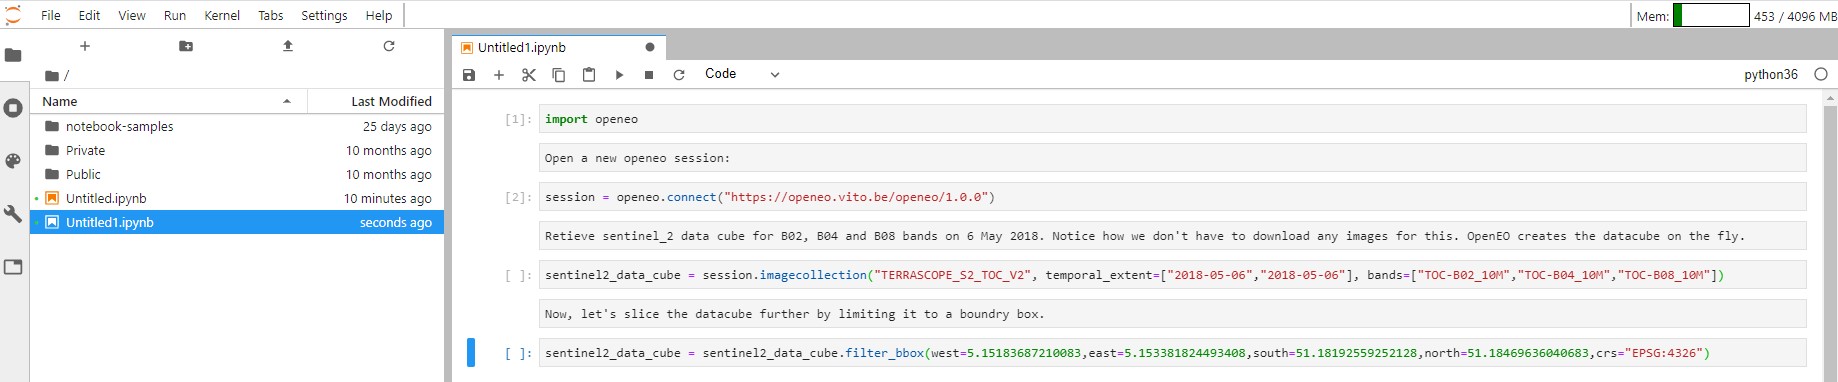 File Edit View Run Kernel Tabs Settings Help
Mem: 453 / 4096 MB
/
Name Last Modified
notebook-samples 25 days ago
Private 10 months ago
Public 10 months ago
Untitled.ipynb 10 minutes ago
Untitled1.ipynb seconds ago
Untitled1.ipynb
Code
python36
[1]: import openeo
Open a new openeo session:
[2]: session = openeo.connect("https://openeo.vito.be/openeo/1.0.0")
Retieve sentinel_2 data cube for B02, B04 and B08 bands on 6 May 2018. Notice how we don't have to download any images for this. OpenEO creates the datacube on the fly.
[ ]: sentinel2_data_cube = session.imagecollection("TERRASCOPE_S2_TOC_V2", temporal_extent=["2018-05-06","2018-05-06"], bands=["TOC-B02_10M","TOC-B04_10M","TOC-B08_10M"])
Now, let's slice the datacube further by limiting it to a boundry box.
[ ]: sentinel2_data_cube = sentinel2_data_cube.filter_bbox(west=5.15183687210083,east=5.153381824493408,south=51.18192559252128,north=51.18469636040683,crs="EPSG:4326")